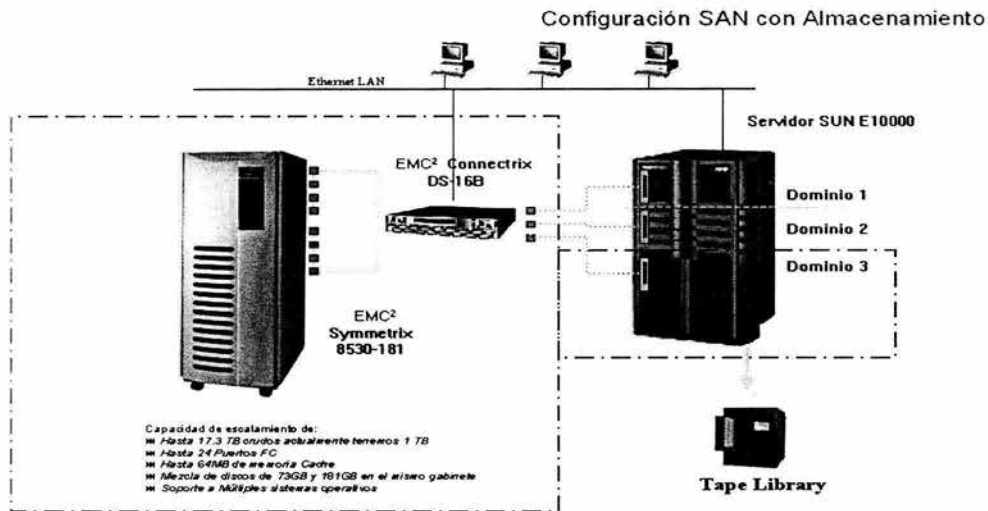 Configuración SAN con Almacenamiento
Ethernet LAN
Servidor SUN E10000
EMC² Connectrix
DS-16B
Dominio 1
Dominio 2
Dominio 3
EMC²
Symmetrix
8530-181
Capacidad de escalamiento de:
Hasta 17.3 TB crudos actualmente tenemos 1 TB
Hasta 24 Puertos FC
Hasta 64MB de memoria Cache
Mezcla de discos de 73GB y 181GB en el mismo gabinete
Soporte a Múltiples sistemas operativos
Tape Library